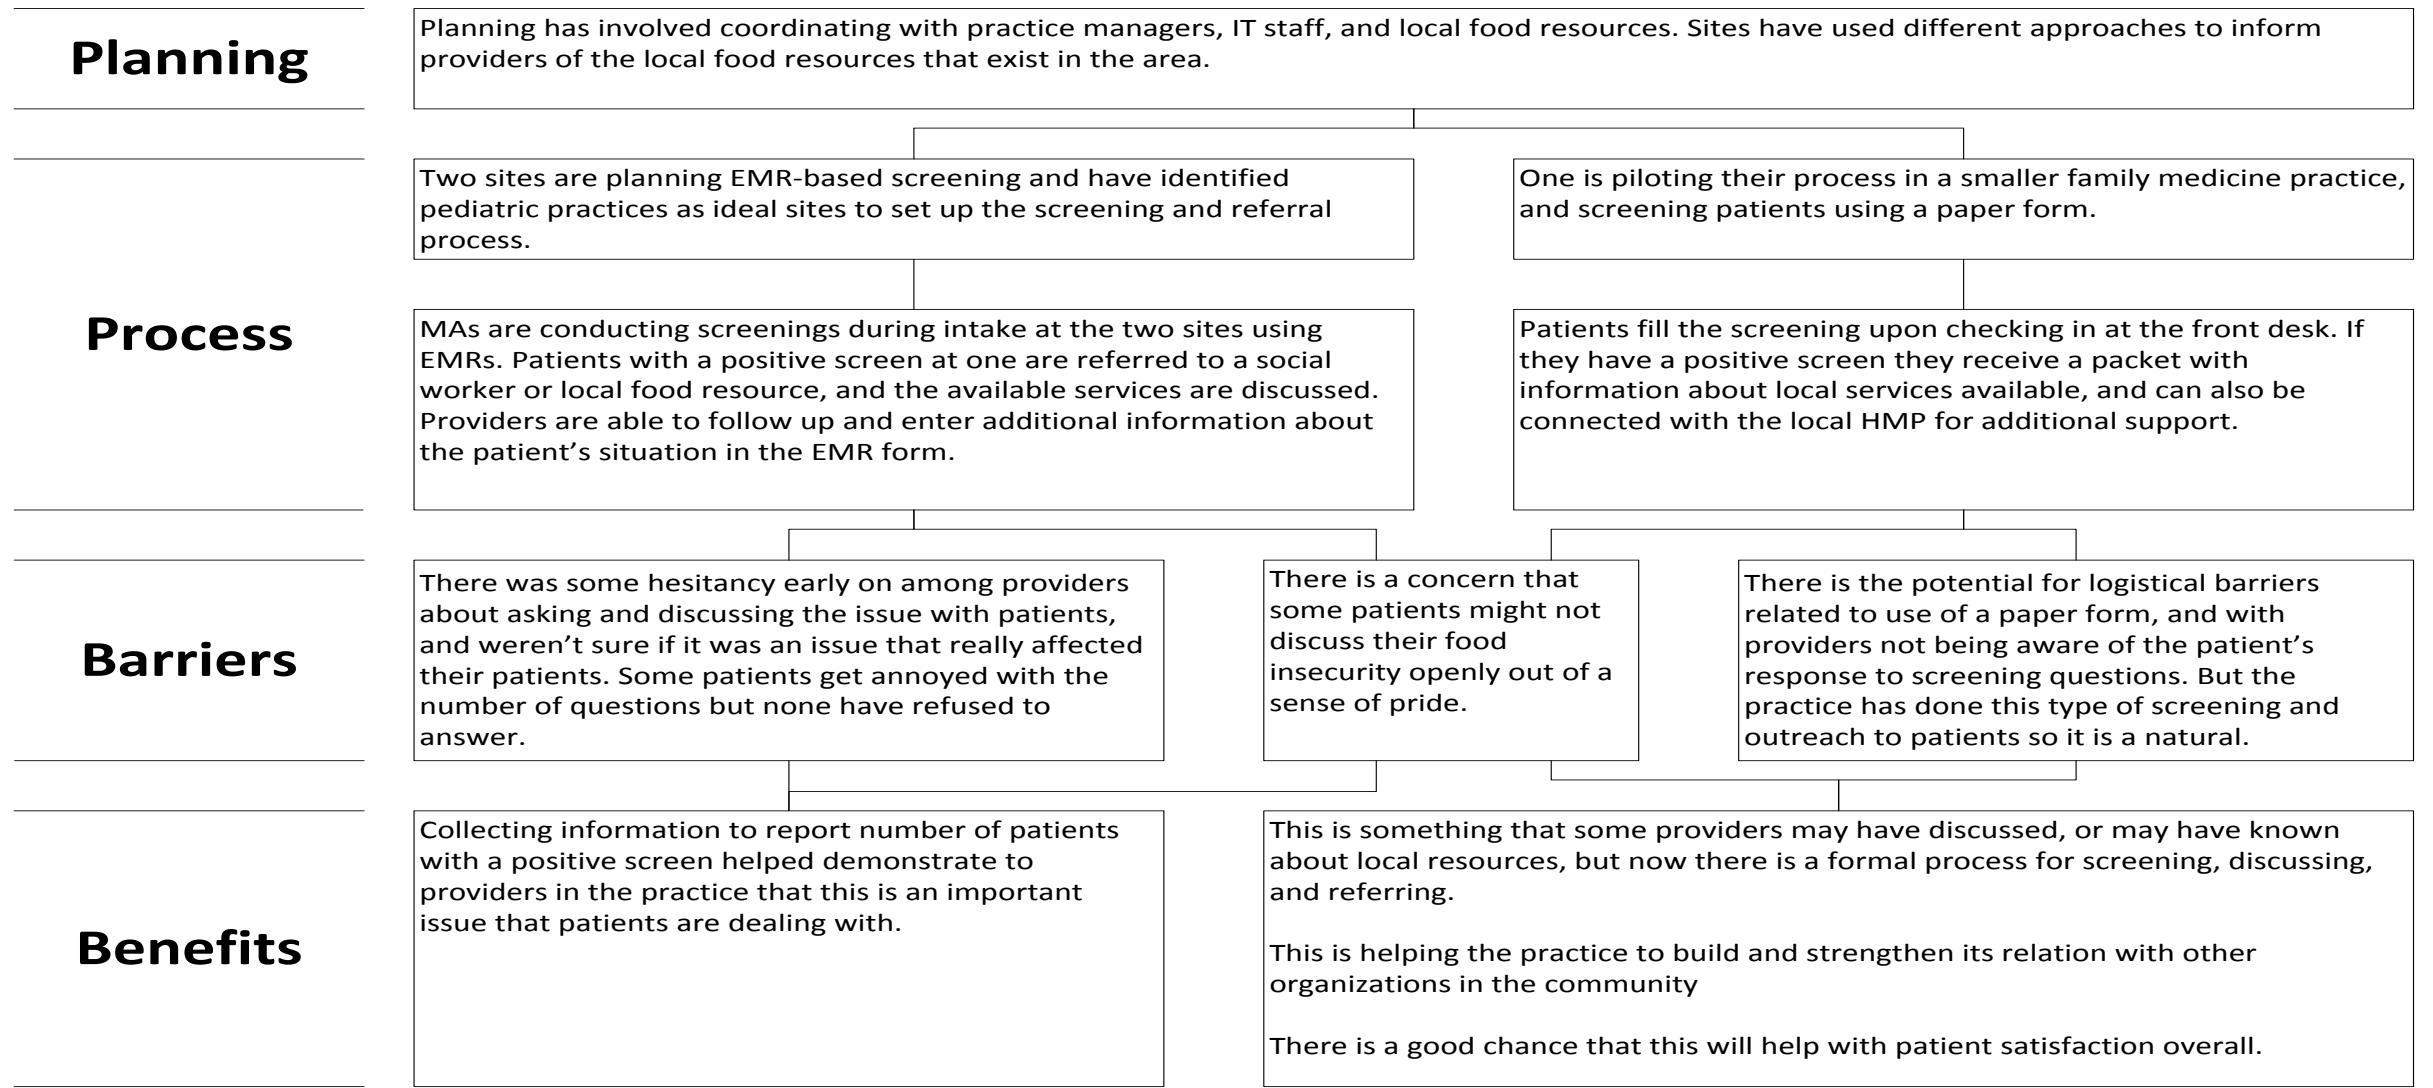 Planning
Planning has involved coordinating with practice managers, IT staff, and local food resources. Sites have used different approaches to inform
providers of the local food resources that exist in the area.
Process
Two sites are planning EMR-based screening and have identified
pediatric practices as ideal sites to set up the screening and referral
process.
One is piloting their process in a smaller family medicine practice,
and screening patients using a paper form.
MAs are conducting screenings during intake at the two sites using
EMRs. Patients with a positive screen at one are referred to a social
worker or local food resource, and the available services are discussed.
Providers are able to follow up and enter additional information about
the patient’s situation in the EMR form.
Patients fill the screening upon checking in at the front desk. If
they have a positive screen they receive a packet with
information about local services available, and can also be
connected with the local HMP for additional support.
Barriers
There was some hesitancy early on among providers
about asking and discussing the issue with patients,
and weren’t sure if it was an issue that really affected
their patients. Some patients get annoyed with the
number of questions but none have refused to
answer.
There is a concern that
some patients might not
discuss their food
insecurity openly out of a
sense of pride.
There is the potential for logistical barriers
related to use of a paper form, and with
providers not being aware of the patient’s
response to screening questions. But the
practice has done this type of screening and
outreach to patients so it is a natural.
Benefits
Collecting information to report number of patients
with a positive screen helped demonstrate to
providers in the practice that this is an important
issue that patients are dealing with.
This is something that some providers may have discussed, or may have known
about local resources, but now there is a formal process for screening, discussing,
and referring.
This is helping the practice to build and strengthen its relation with other
organizations in the community
There is a good chance that this will help with patient satisfaction overall.